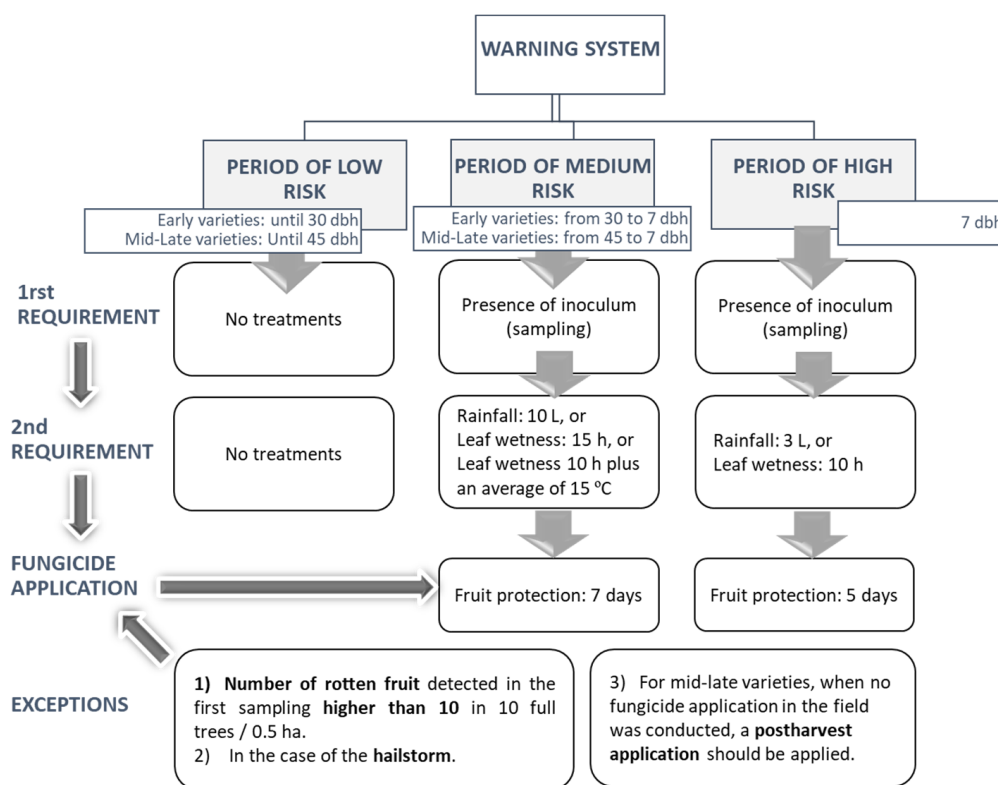 WARNING SYSTEM
PERIOD OF LOW
RISK
Early varieties: until 30 dbh
Mid-Late varieties: Until 45 dbh
PERIOD OF MEDIUM
RISK
Early varieties: from 30 to 7 dbh
Mid-Late varieties: from 45 to 7 dbh
PERIOD OF HIGH
RISK
7 dbh
1rst
REQUIREMENT
No treatments
Presence of inoculum
(sampling)
Presence of inoculum
(sampling)
2nd
REQUIREMENT
No treatments
Rainfall: 10 L, or
Leaf wetness: 15 h, or
Leaf wetness 10 h plus
an average of 15 ºC
Rainfall: 3 L, or
Leaf wetness: 10 h
FUNGICIDE
APPLICATION
Fruit protection: 7 days
Fruit protection: 5 days
EXCEPTIONS
1) Number of rotten fruit detected in the
first sampling higher than 10 in 10 full
trees / 0.5 ha.
2) In the case of the hailstorm.
3) For mid-late varieties, when no
fungicide application in the field
was conducted, a postharvest
application should be applied.